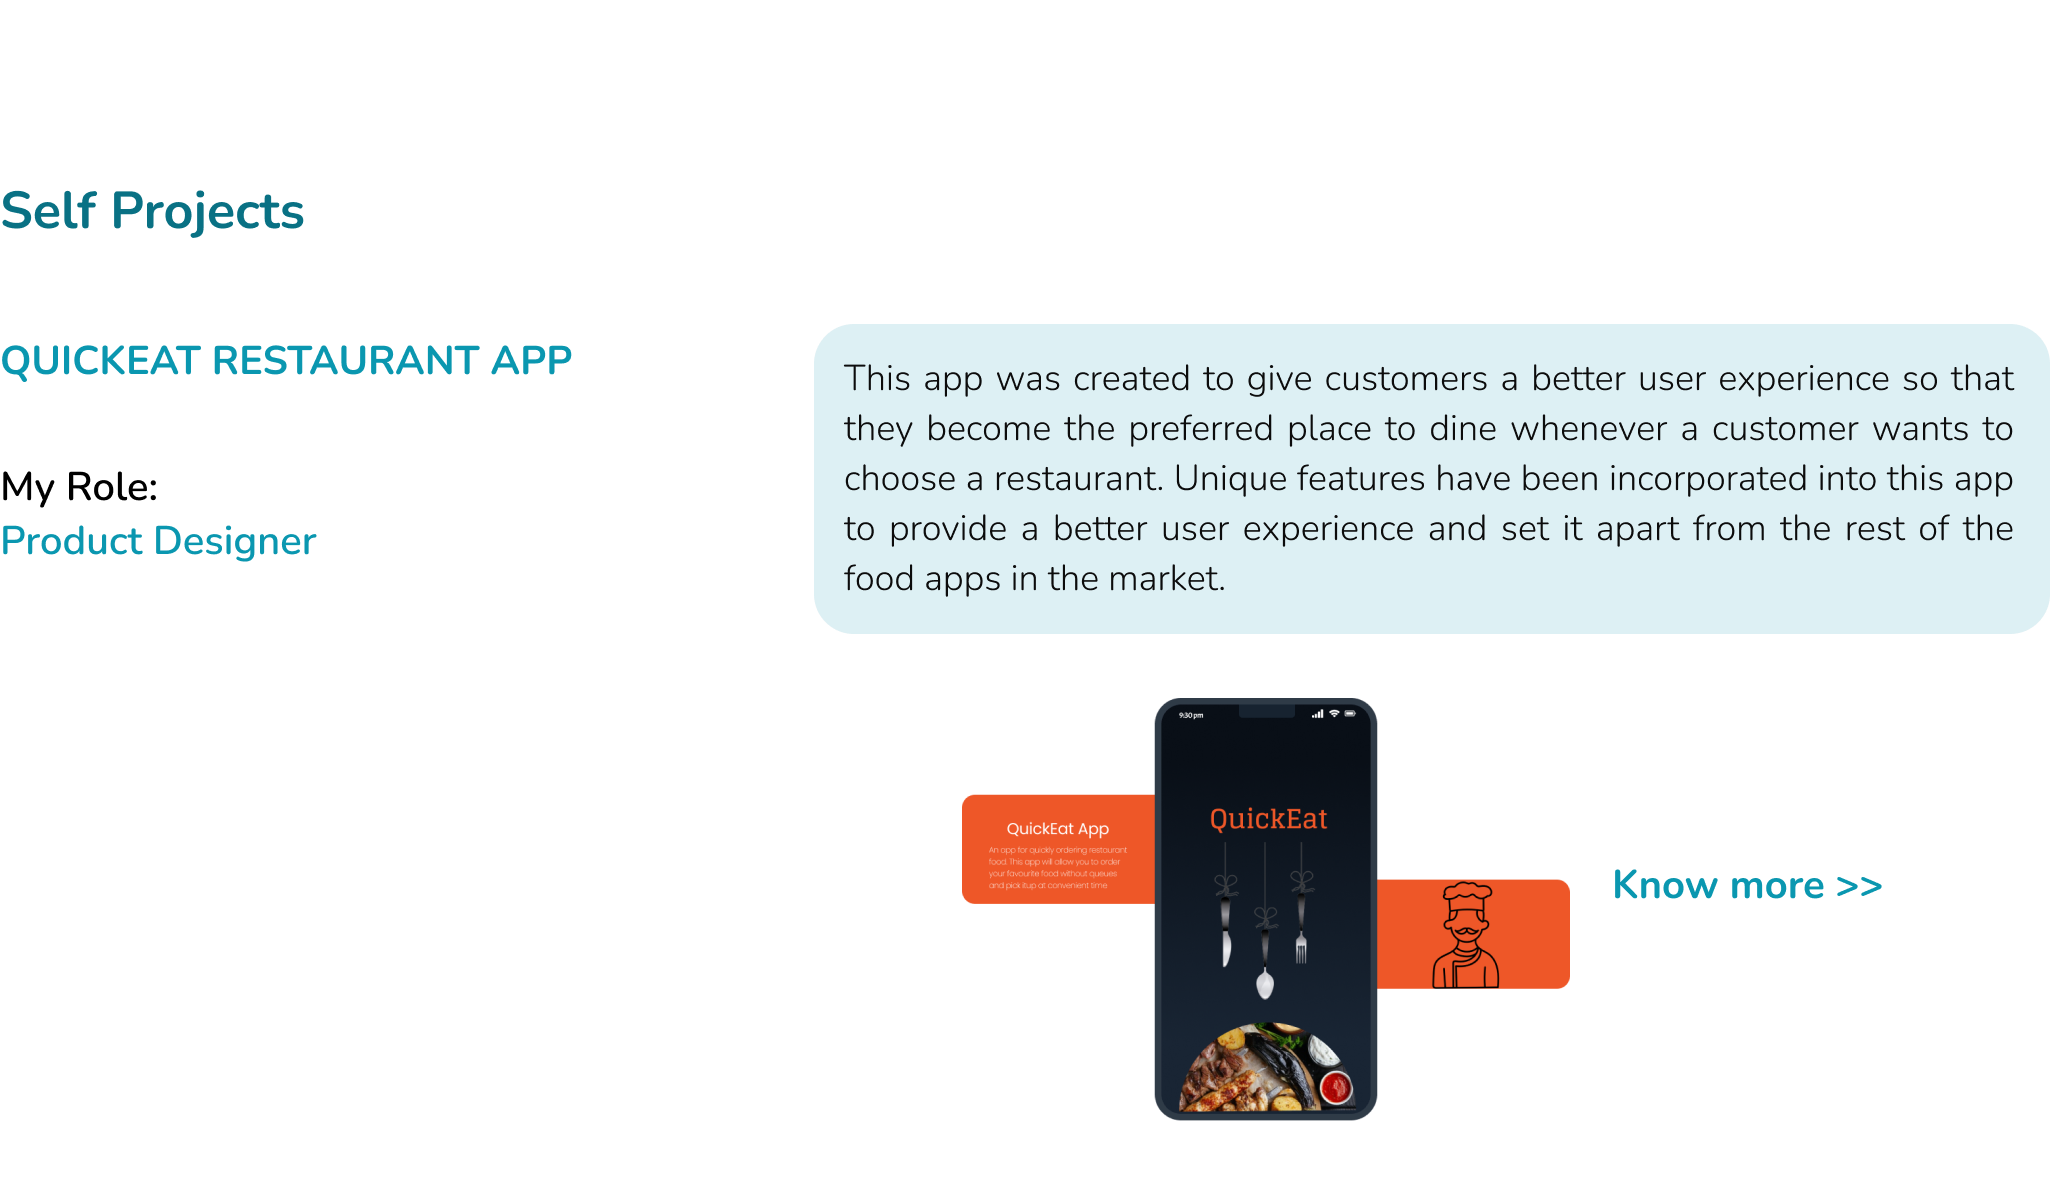 Self Projects
QUICKEAT RESTAURANT APP
My Role:
Product Designer
This app was created to give customers a better user experience so that
they become the preferred place to dine whenever a customer wants to
choose a restaurant. Unique features have been incorporated into this app
to provide a better user experience and set it apart from the rest of the
food apps in the market.
9:30 pm
QuickEat
QuickEat App
An app for quickly ordering restaurant
food. This app will allow you to order
your favourite food without queues
and pick itup at convenient time.
Know more >>